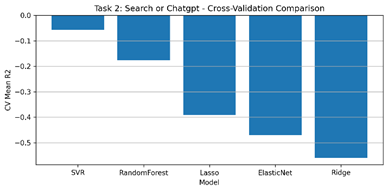 Task 2: Search or Chatgpt - Cross-Validation Comparison
0.0
−0.1
−0.2
−0.3
−0.4
−0.5
CV Mean R2
SVR RandomForest Lasso ElasticNet Ridge
Model